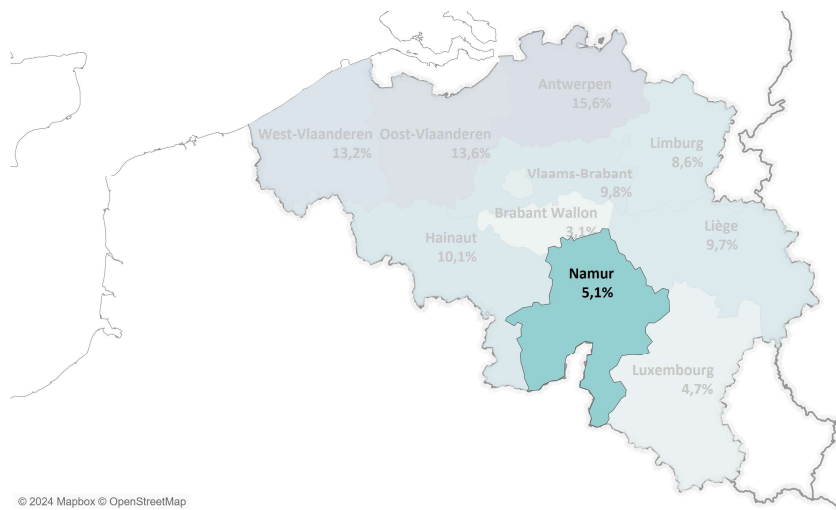 Antwerpen
15,6%
West-Vlaanderen
13,2%
Oost-Vlaanderen
13,6%
Limburg
8,6%
Vlaams-Brabant
9,8%
Brabant Wallon
3,1%
Hainaut
10,1%
Liège
9,7%
Namur
5,1%
Luxembourg
4,7%
© 2024 Mapbox © OpenStreetMap